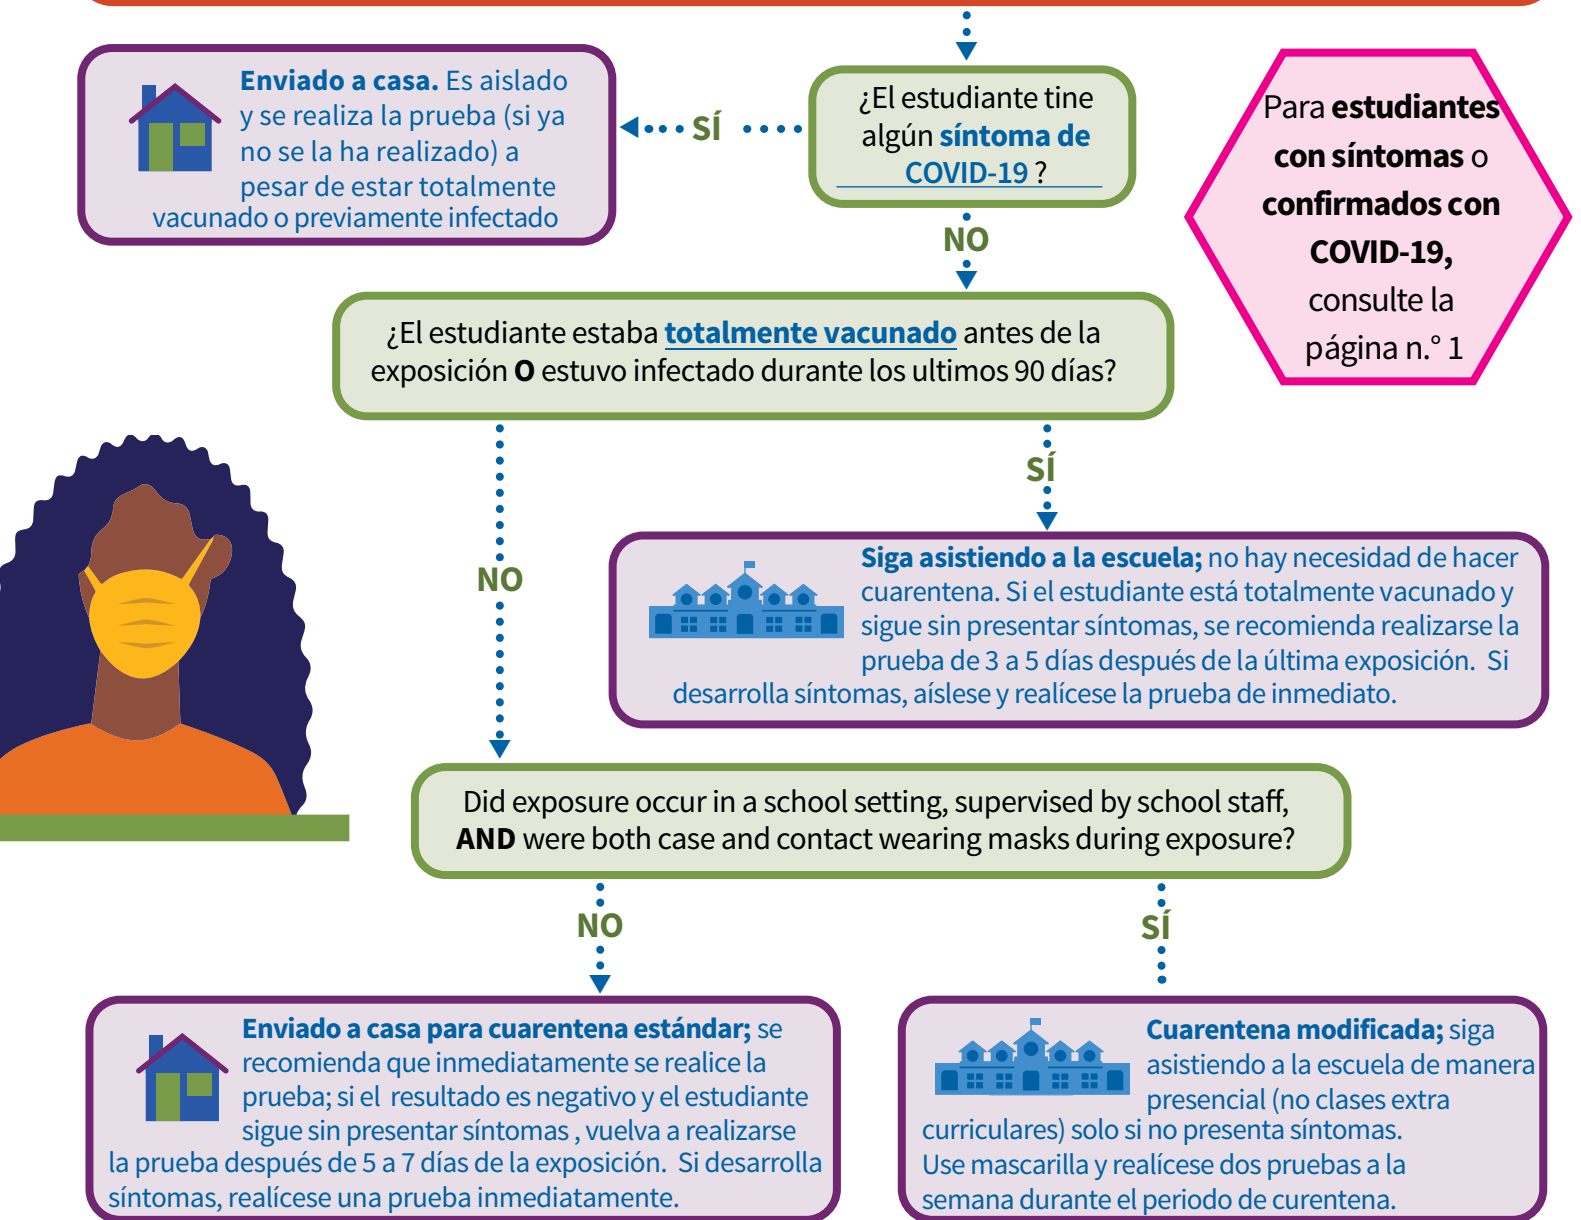 Enviado a casa. Es aislado
y se realiza la prueba (si ya
no se la ha realizado) a
pesar de estar totalmente
vacunado o previamente infectado
SÍ
¿El estudiante tine
algún síntoma de
COVID-19 ?
Para estudiantes
con síntomas o
confirmados con
COVID-19,
consulte la
página n.° 1
NO
¿El estudiante estaba totalmente vacunado antes de la
exposición O estuvo infectado durante los ultimos 90 días?
SÍ
NO
Siga asistiendo a la escuela; no hay necesidad de hacer
cuarentena. Si el estudiante está totalmente vacunado y
sigue sin presentar síntomas, se recomienda realizarse la
prueba de 3 a 5 días después de la última exposición. Si
desarrolla síntomas, aíslese y realícese la prueba de inmediato.
Did exposure occur in a school setting, supervised by school staff,
AND were both case and contact wearing masks during exposure?
NO
SÍ
Enviado a casa para cuarentena estándar; se
recomienda que inmediatamente se realice la
prueba; si el resultado es negativo y el estudiante
sigue sin presentar síntomas , vuelva a realizarse
la prueba después de 5 a 7 días de la exposición. Si desarrolla
síntomas, realícese una prueba inmediatamente.
Cuarentena modificada; siga
asistiendo a la escuela de manera
presencial (no clases extra
curriculares) solo si no presenta síntomas.
Use mascarilla y realícese dos pruebas a la
semana durante el periodo de curentena.